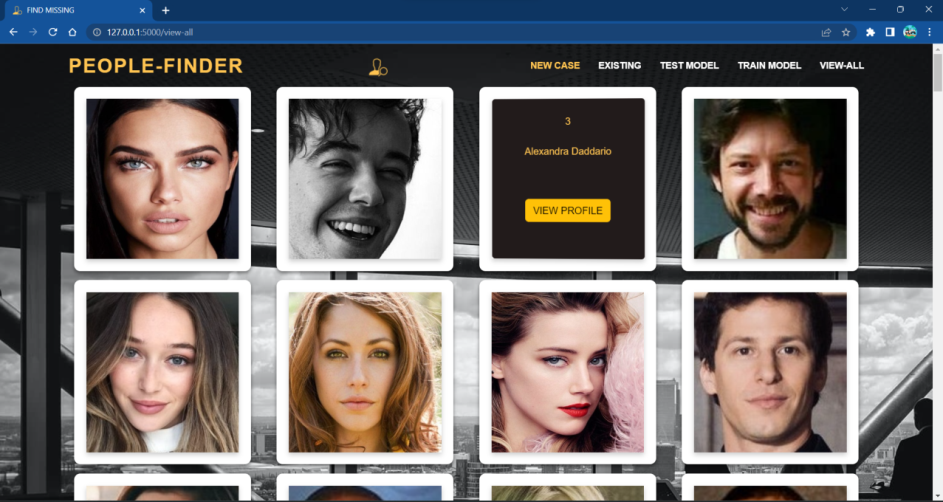 FIND MISSING
127.0.0.1:5000/view-all
PEOPLE-FINDER
NEW CASE EXISTING TEST MODEL TRAIN MODEL VIEW-ALL
3
Alexandra Daddario
VIEW PROFILE